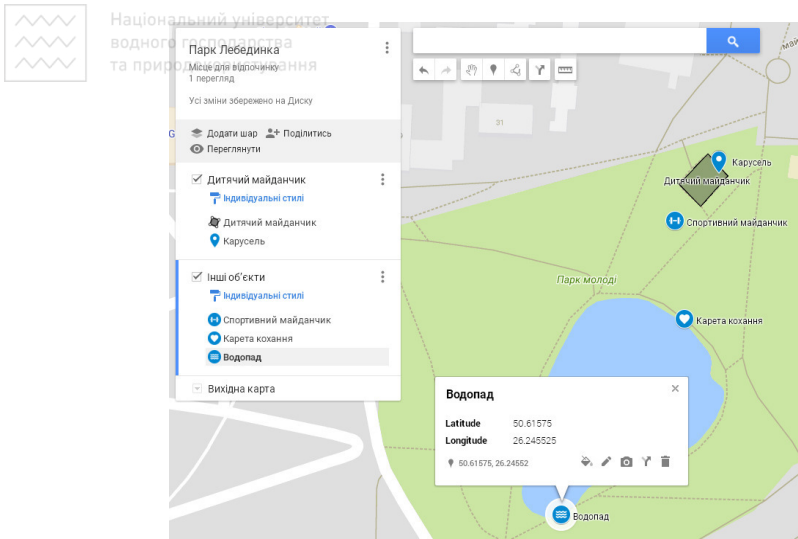 Національний університет
водного господарства
та природокористування
Парк Лебединка
Місце для відпочинку
1 перегляд
Усі зміни збережено на Диску
Додати шар Поділитись
Переглянути
Дитячий майданчик
Індивідуальні стилі
Дитячий майданчик
Карусель
Інші об'єкти
Індивідуальні стилі
Спортивний майданчик
Карета кохання
Водопад
Вихідна карта
31
Карусель
Дитячий майданчик
Спортивний майданчик
Парк молоді
Карета кохання
Водопад
Latitude 50.61575
Longitude 26.245525
50.61575, 26.24552
Водопад